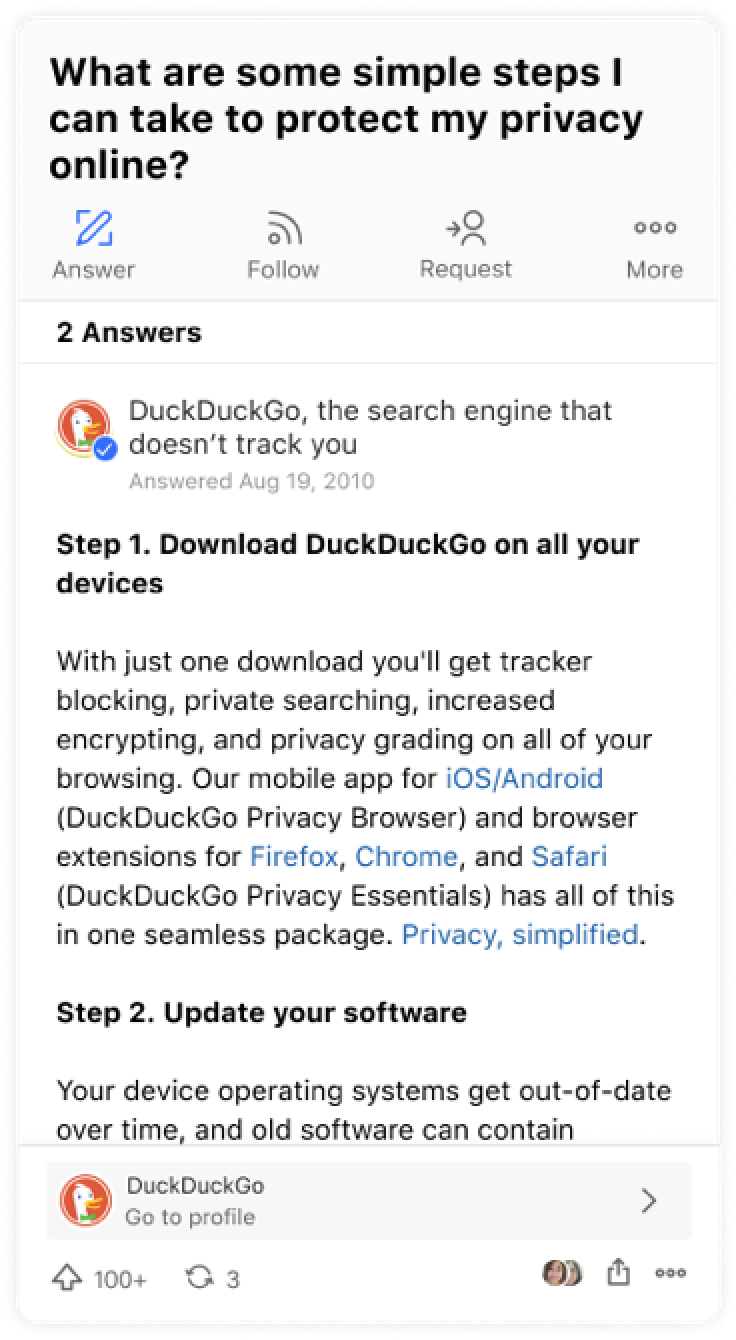 What are some simple steps I
can take to protect my privacy
online?
Answer
Follow
Request
More
2 Answers
DuckDuckGo, the search engine that
doesn’t track you
Answered Aug 19, 2010
Step 1. Download DuckDuckGo on all your
devices
With just one download you'll get tracker
blocking, private searching, increased
encrypting, and privacy grading on all of your
browsing. Our mobile app for iOS/Android
(DuckDuckGo Privacy Browser) and browser
extensions for Firefox, Chrome, and Safari
(DuckDuckGo Privacy Essentials) has all of this
in one seamless package. Privacy, simplified.
Step 2. Update your software
Your device operating systems get out-of-date
over time, and old software can contain
DuckDuckGo
Go to profile
100+
3